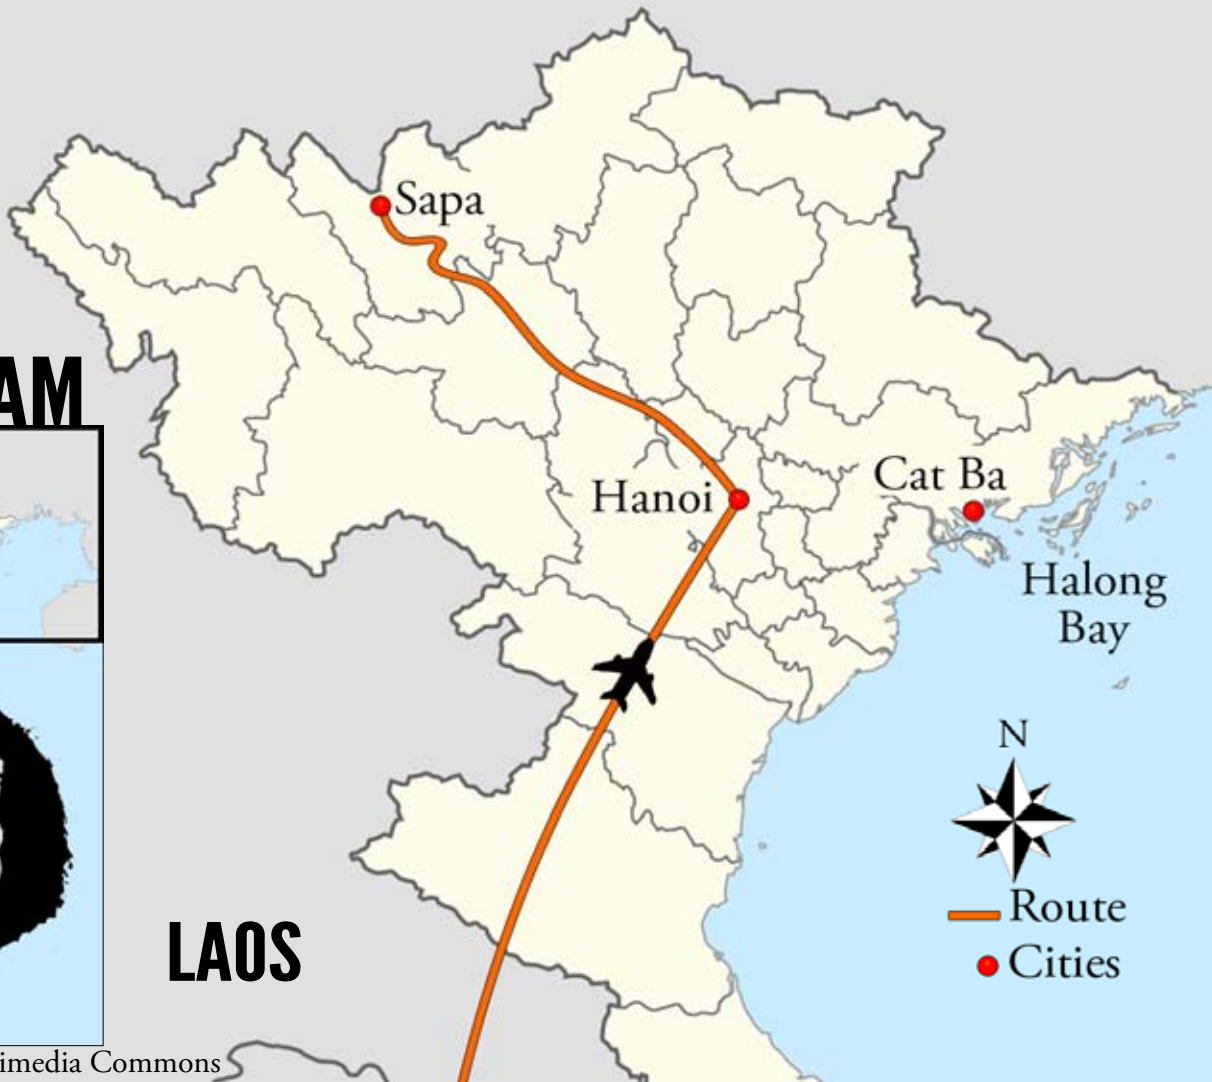 Sapa
AM
Cat Ba
Hanoi
Halong
Bay
N
Route
LAOS
Cities
imedia Commons